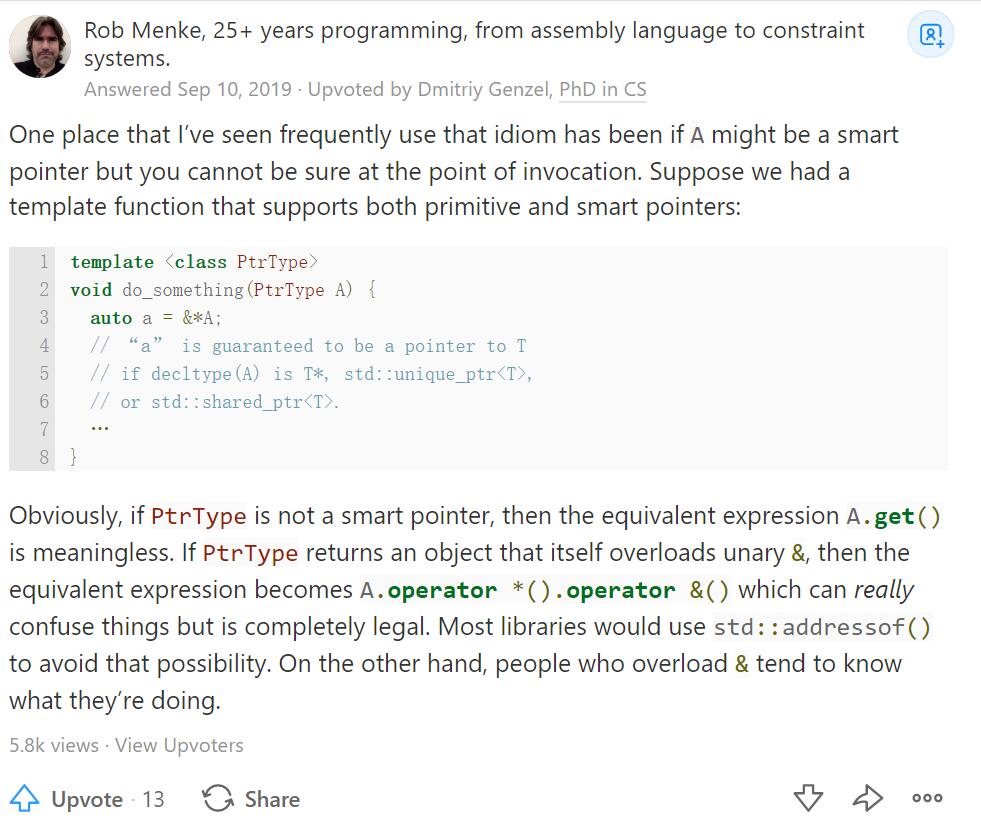 Rob Menke, 25+ years programming, from assembly language to constraint
systems.
Answered Sep 10, 2019 · Upvoted by Dmitriy Genzel, PhD in CS
One place that I’ve seen frequently use that idiom has been if A might be a smart
pointer but you cannot be sure at the point of invocation. Suppose we had a
template function that supports both primitive and smart pointers:
1 template <class PtrType>
2 void do_something(PtrType A) {
3   auto a = &*A;
4   // “a” is guaranteed to be a pointer to T
5   // if decltype(A) is T*, std::unique_ptr<T>,
6   // or std::shared_ptr<T>.
7   …
8 }
Obviously, if PtrType is not a smart pointer, then the equivalent expression A.get()
is meaningless. If PtrType returns an object that itself overloads unary &, then the
equivalent expression becomes A.operator *().operator &() which can really
confuse things but is completely legal. Most libraries would use std::addressof()
to avoid that possibility. On the other hand, people who overload & tend to know
what they’re doing.
5.8k views · View Upvoters
Upvote · 13 Share